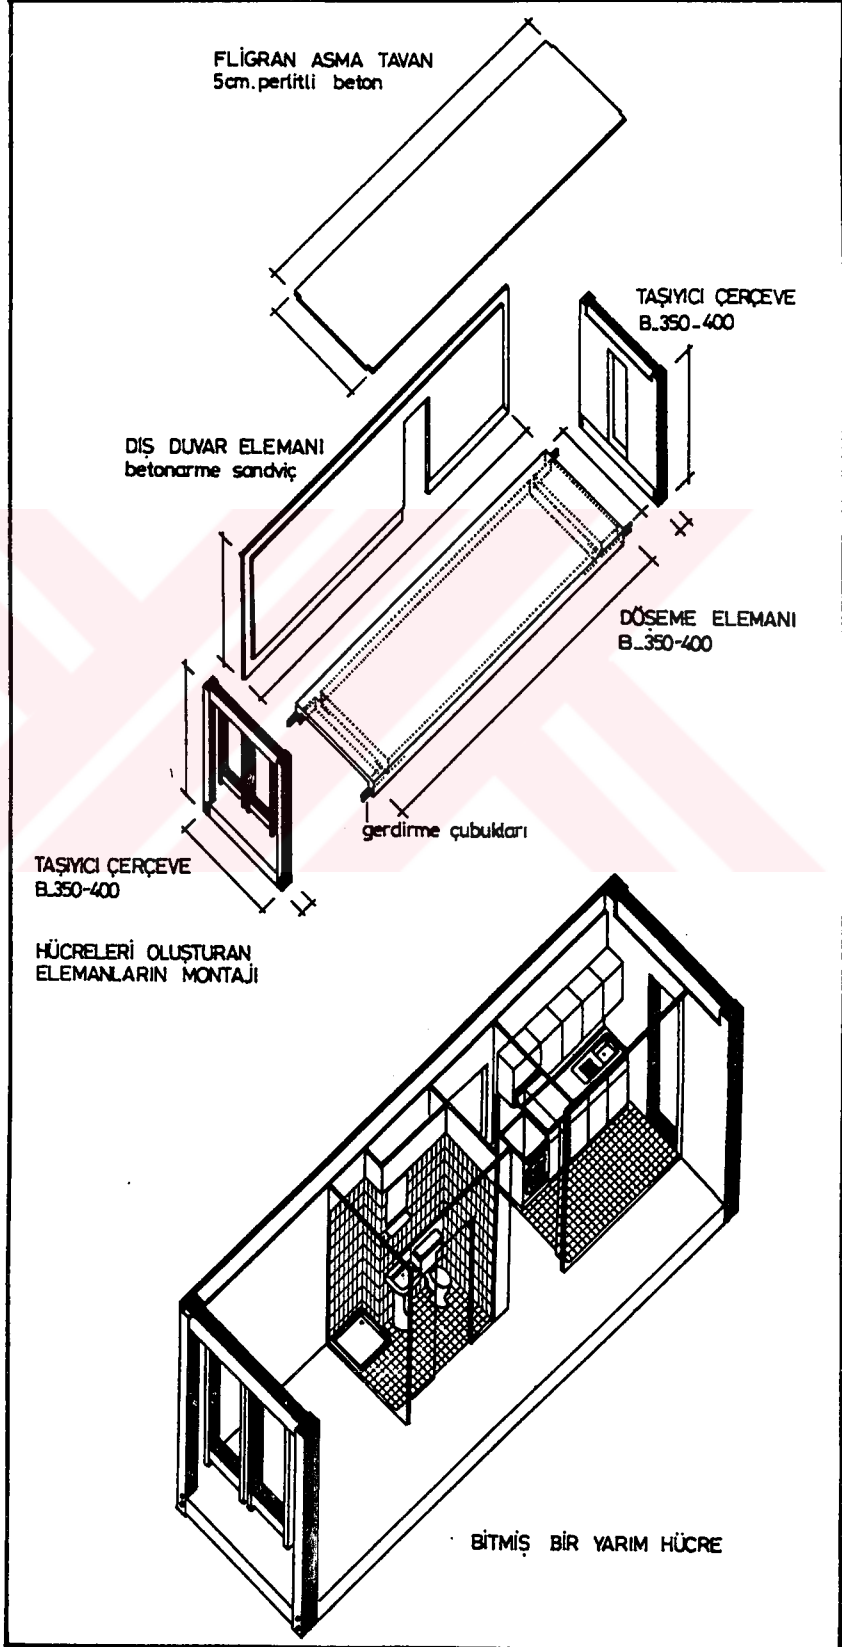 FLİGRAN ASMA TAVAN
5cm. perlitli beton
TAŞIYICI ÇERÇEVE
B_350-400
DIŞ DUVAR ELEMANI
betonarme sandviç
DÖŞEME ELEMANI
B_350-400
gerdirme çubukları
TAŞIYICI ÇERÇEVE
B_350-400
HÜCRELERİ OLUŞTURAN
ELEMANLARIN MONTAJI
BİTMİŞ BİR YARIM HÜCRE